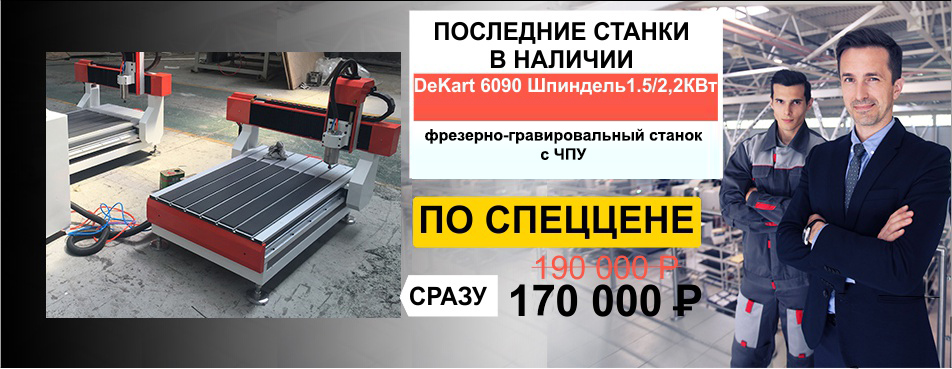 ПОСЛЕДНИЕ СТАНКИ
В НАЛИЧИИ
DeKart 6090 Шпиндель1.5/2,2КВт
фрезерно-гравировальный станок
с ЧПУ
ПО СПЕЦЦЕНЕ
190 000 ₽
СРАЗУ
170 000 ₽